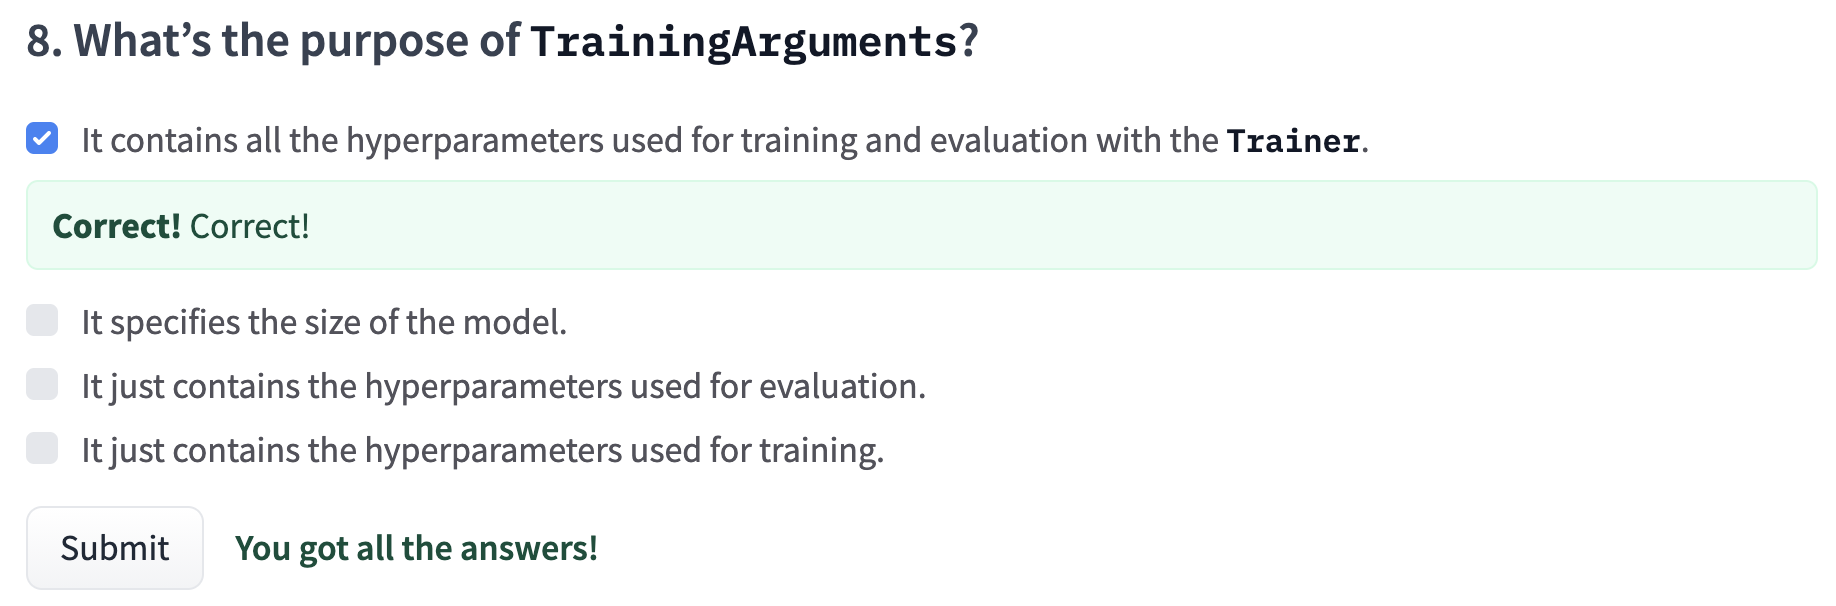 8. What’s the purpose of TrainingArguments?
It contains all the hyperparameters used for training and evaluation with the Trainer.
Correct! Correct!
It specifies the size of the model.
It just contains the hyperparameters used for evaluation.
It just contains the hyperparameters used for training.
Submit You got all the answers!